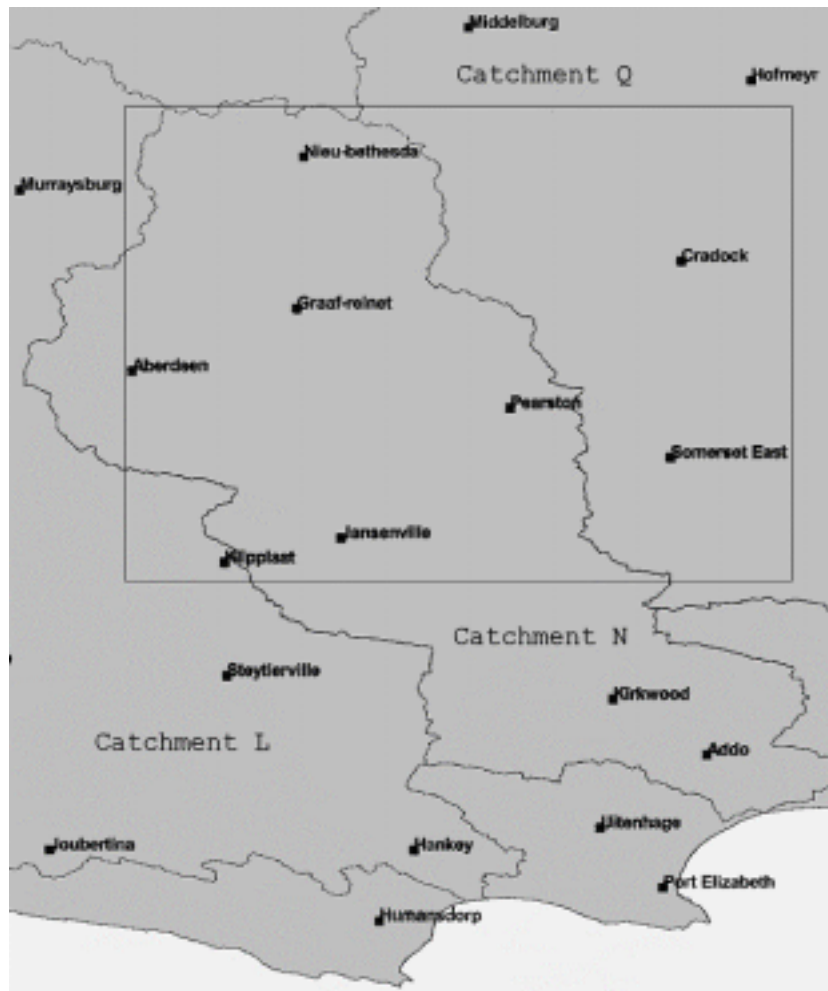 Middelburg
Catchment Q
Hofmeyr
Nieu-bethesda
Murraysburg
Cradock
Graaf-reinet
Aberdeen
Pearston
Somerset East
Jansenville
Klipplaat
Catchment N
Steytlerville
Kirkwood
Catchment L
Addo
Uitenhage
Joubertina
Hankey
Port Elizabeth
Humansdorp